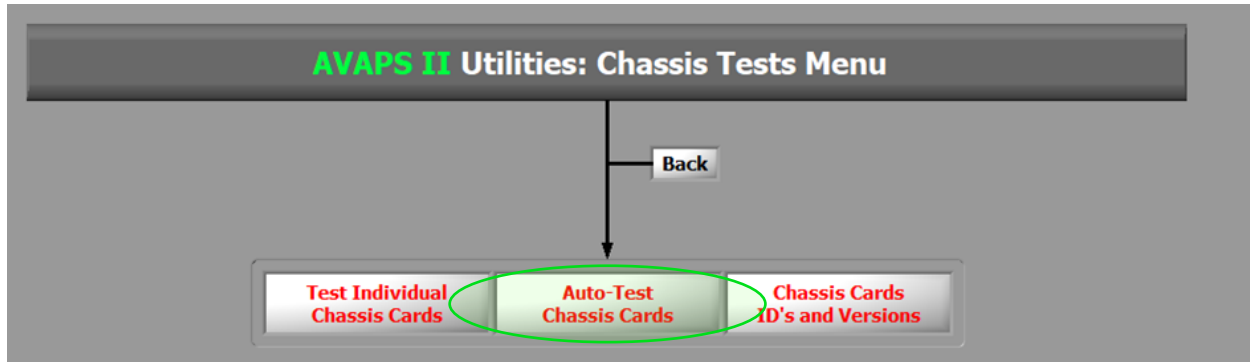 AVAPS II Utilities: Chassis Tests Menu
Back
Test Individual
Chassis Cards
Auto-Test
Chassis Cards
Chassis Cards
ID's and Versions